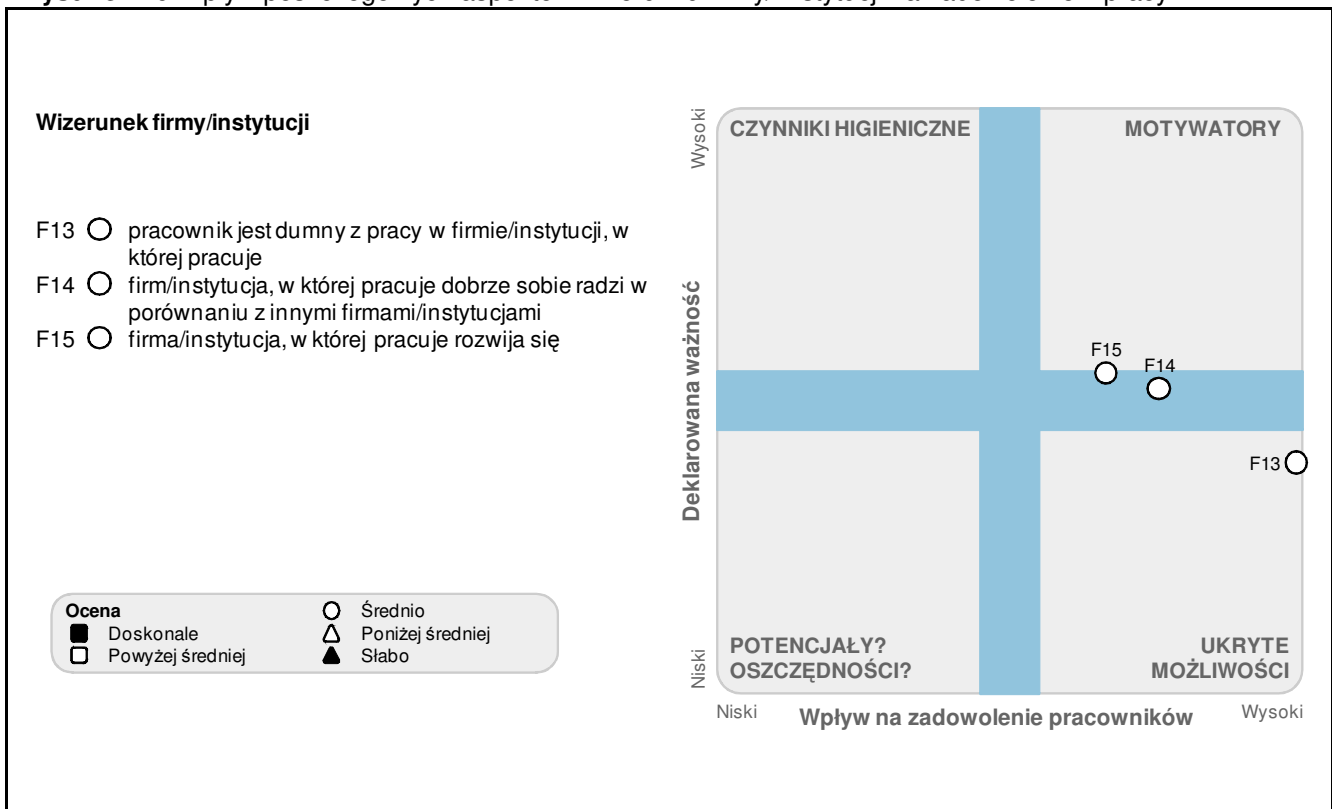 Wizerunek firmy/instytucji
F13 pracownik jest dumny z pracy w firmie/instytucji, w
której pracuje
F14 firm/instytucja, w której pracuje dobrze sobie radzi w
porównaniu z innymi firmami/instytucjami
F15 firma/instytucja, w której pracuje rozwija się
Ocena
Doskonale
Powyżej średniej
Średnio
Poniżej średniej
Słabo
Wysoki
Deklarowana ważność
Niski
CZYNNIKI HIGIENICZNE
MOTYWATORY
F15
F14
F13
POTENCJAŁY?
OSZCZĘDNOŚCI?
UKRYTE
MOŻLIWOŚCI
Niski
Wpływ na zadowolenie pracowników
Wysoki